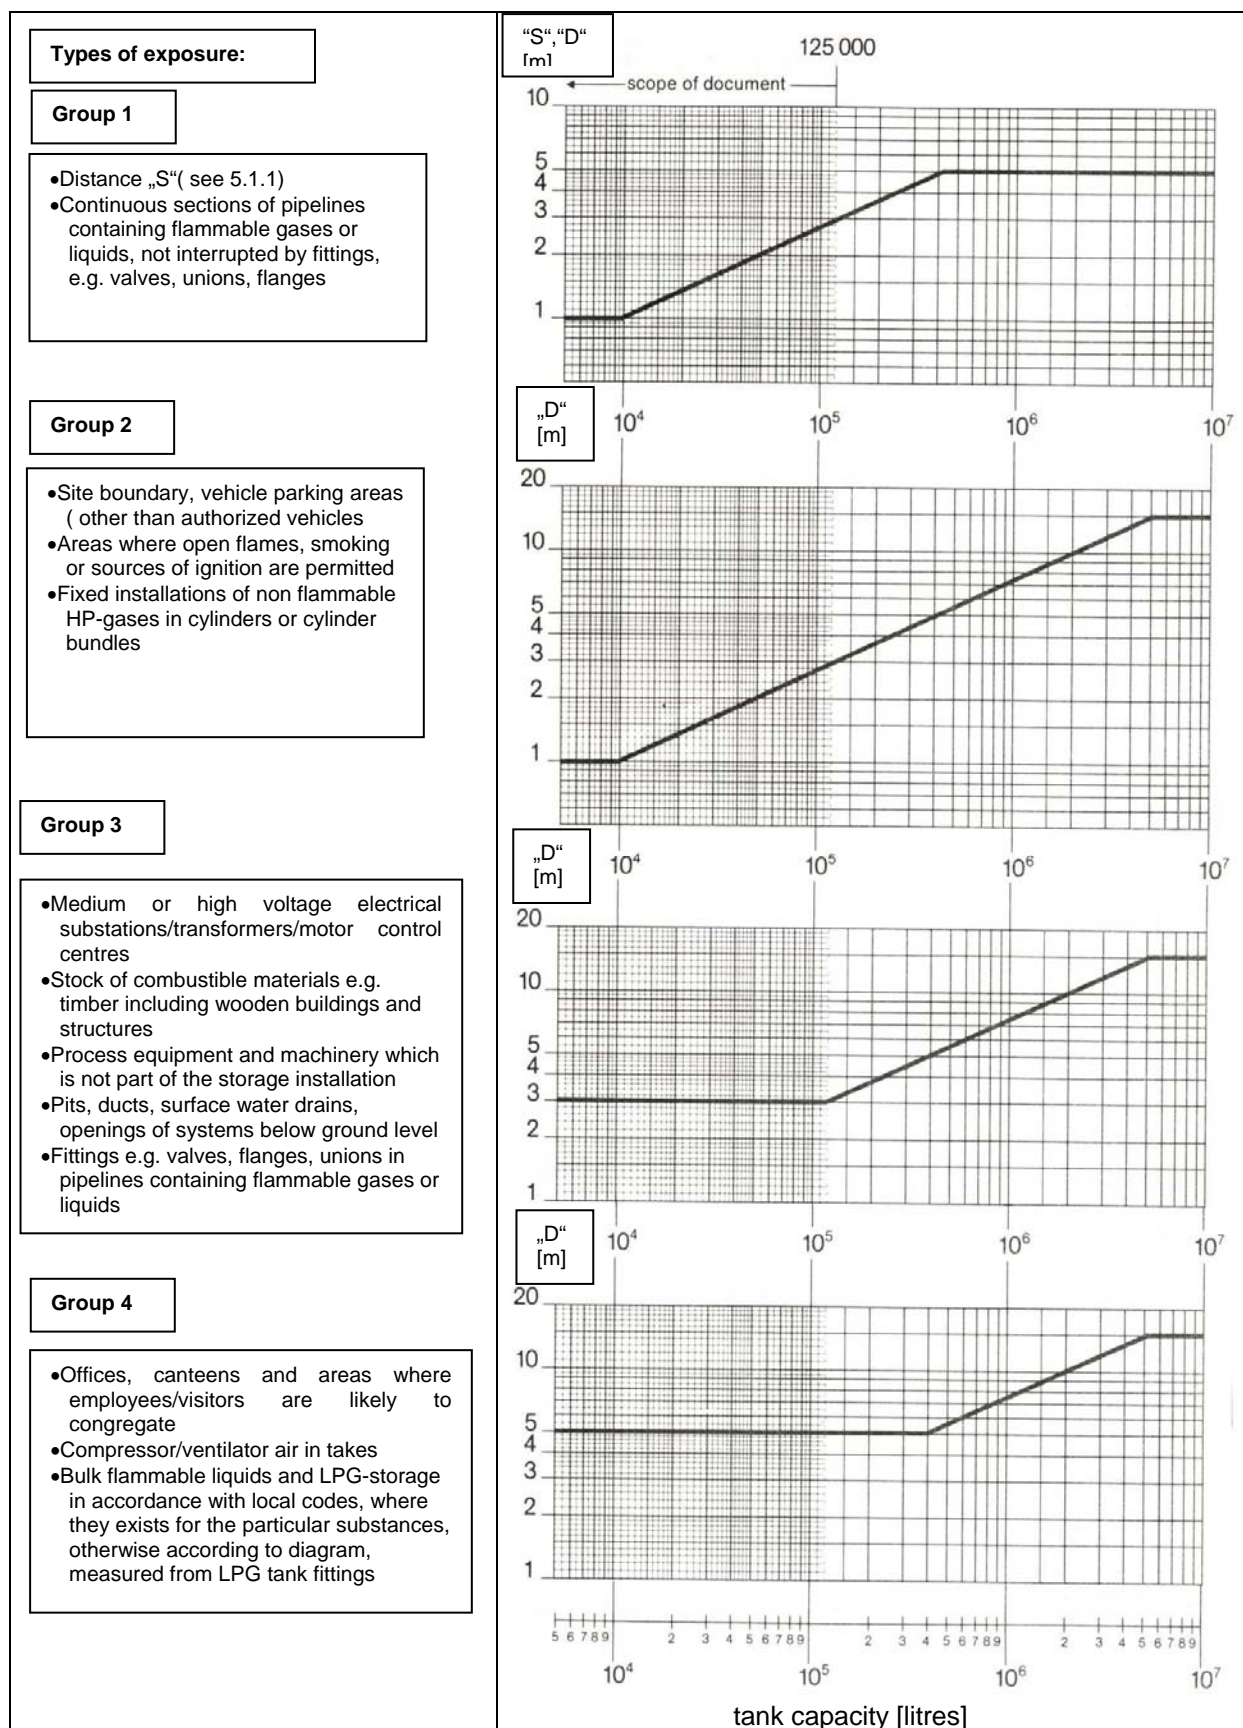 Types of exposure:
Group 1
•Distance „S“( see 5.1.1)
•Continuous sections of pipelines
containing flammable gases or
liquids, not interrupted by fittings,
e.g. valves, unions, flanges
“S“,“D“
[m]
125 000
scope of document
10
5
4
3
2
1
10⁴ 10⁵ 10⁶ 10⁷
Group 2
•Site boundary, vehicle parking areas
( other than authorized vehicles
•Areas where open flames, smoking
or sources of ignition are permitted
•Fixed installations of non flammable
HP-gases in cylinders or cylinder
bundles
„D“
[m]
20
10
5
4
3
2
1
10⁴ 10⁵ 10⁶ 10⁷
Group 3
•Medium or high voltage electrical
substations/transformers/motor control
centres
•Stock of combustible materials e.g.
timber including wooden buildings and
structures
•Process equipment and machinery which
is not part of the storage installation
•Pits, ducts, surface water drains,
openings of systems below ground level
•Fittings e.g. valves, flanges, unions in
pipelines containing flammable gases or
liquids
„D“
[m]
20
10
5
4
3
2
1
10⁴ 10⁵ 10⁶ 10⁷
Group 4
•Offices, canteens and areas where
employees/visitors are likely to
congregate
•Compressor/ventilator air in takes
•Bulk flammable liquids and LPG-storage
in accordance with local codes, where
they exists for the particular substances,
otherwise according to diagram,
measured from LPG tank fittings
„D“
[m]
20
10
5
4
3
2
1
5 6 7 8 9 2 3 4 5 6 7 8 9 2 3 4 5 6 7 8 9 2 3 4 5 6 7 8 9
10⁴ 10⁵ 10⁶ 10⁷
tank capacity [litres]